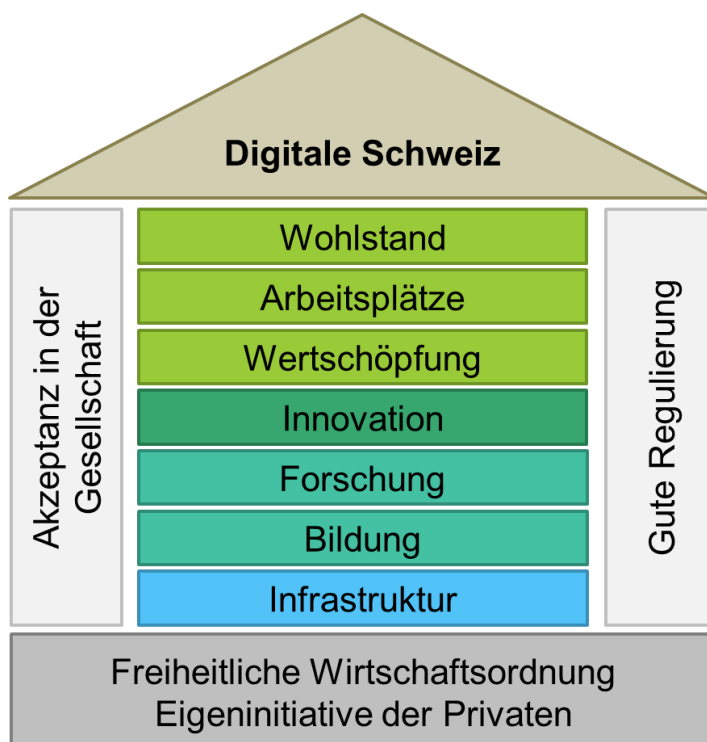 Digitale Schweiz
Akzeptanz in der
Gesellschaft
Wohlstand
Arbeitsplätze
Wertschöpfung
Innovation
Forschung
Bildung
Infrastruktur
Gute Regulierung
Freiheitliche Wirtschaftsordnung
Eigeninitiative der Privaten